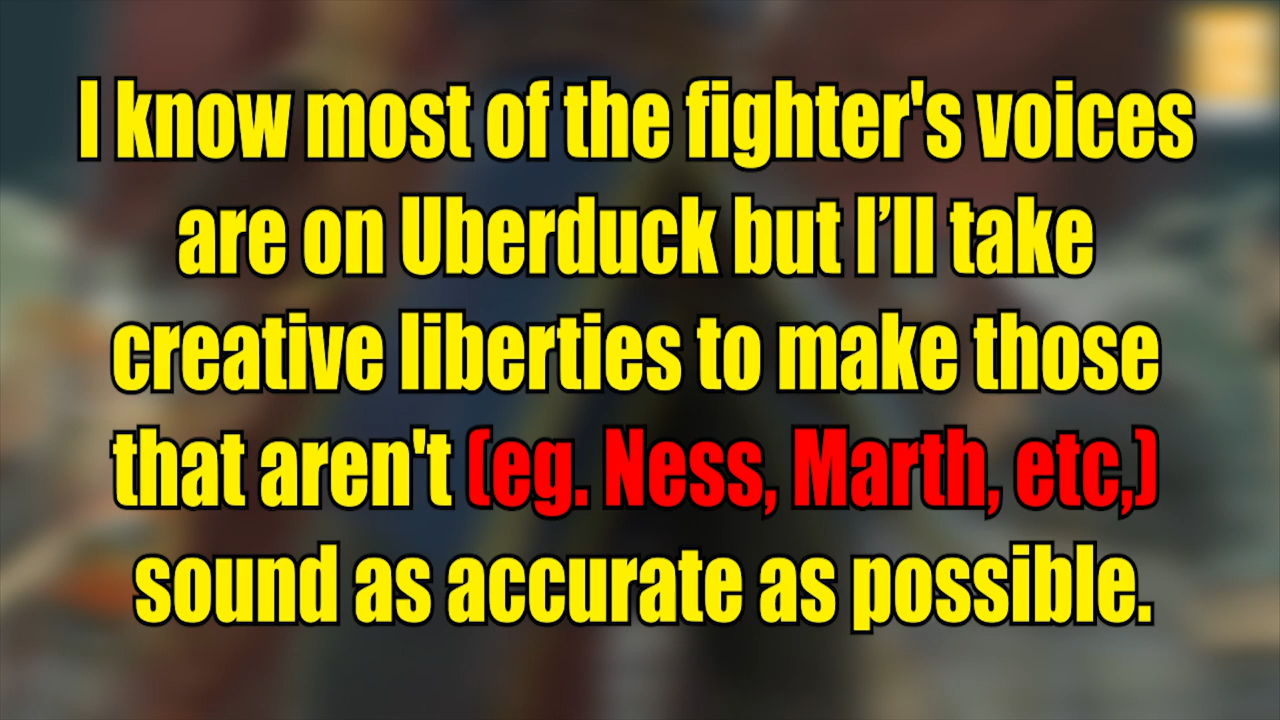 I know most of the fighter's voices
are on Uberduck but I’ll take
creative liberties to make those
that aren't (eg. Ness, Marth, etc,)
sound as accurate as possible.